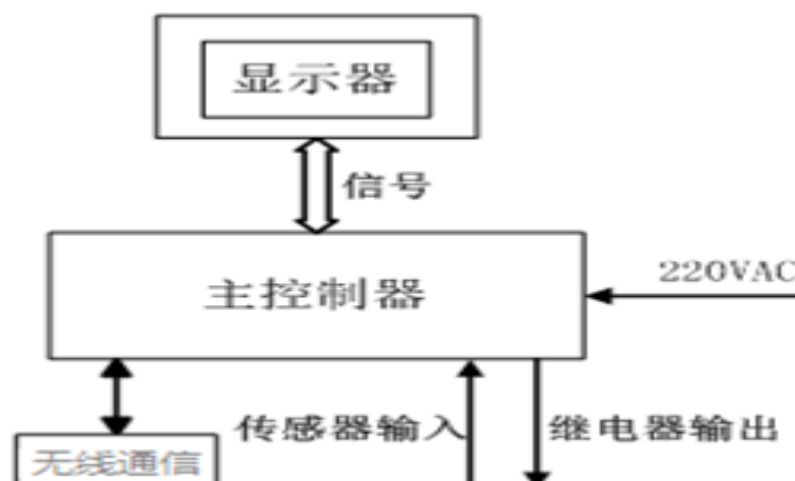 显示器
信号
主控制器
220VAC
传感器输入
继电器输出
无线通信